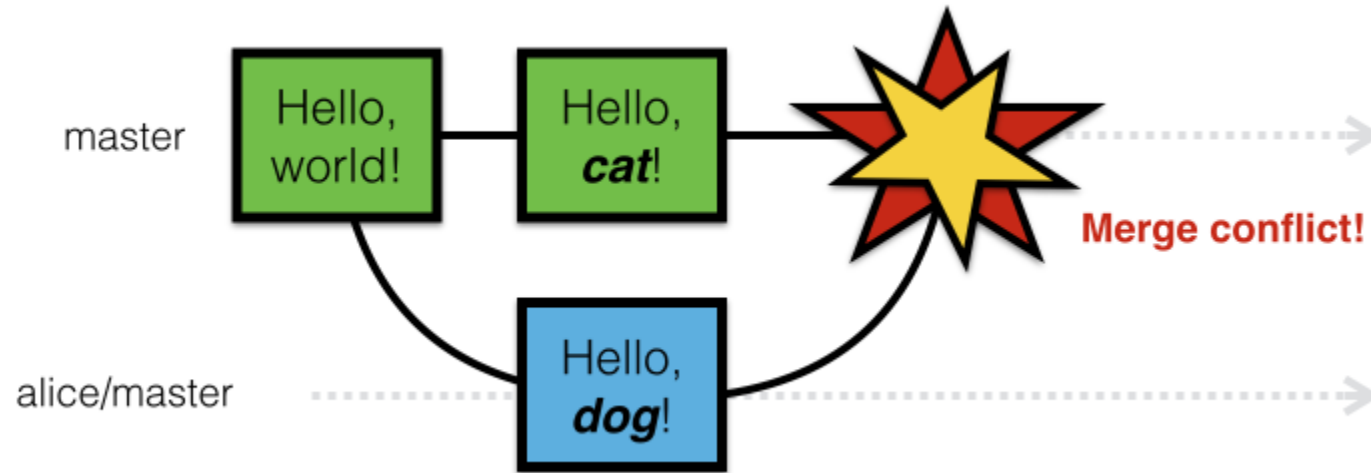 master
Hello,
world!
Hello,
cat!
Merge conflict!
alice/master
Hello,
dog!